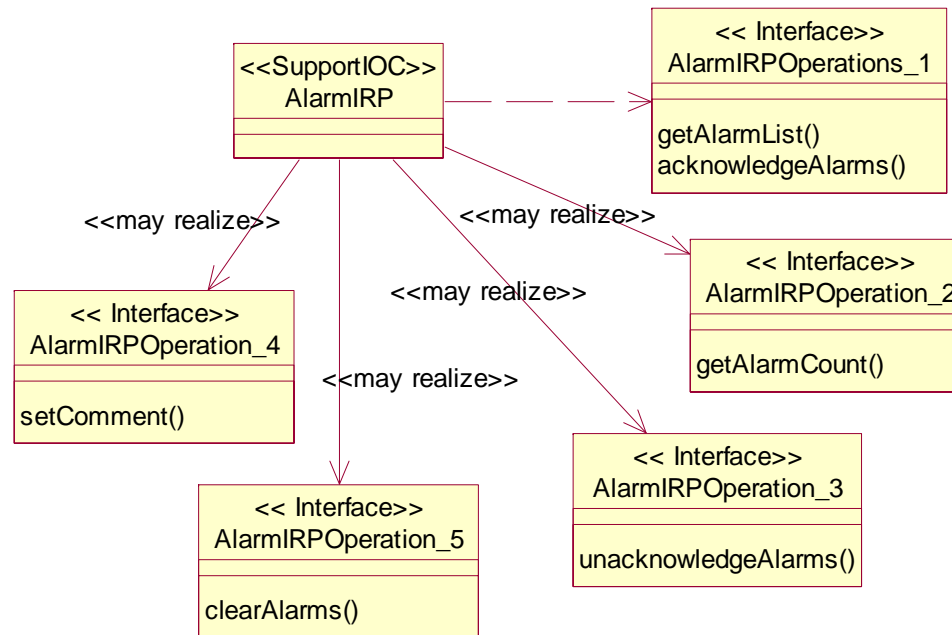 << Interface>>
AlarmIRPOperations_1
getAlarmList()
acknowledgeAlarms()
<<SupportIOC>>
AlarmIRP
<<may realize>>
<<may realize>>
<<may realize>>
<<may realize>>
<< Interface>>
AlarmIRPOperation_2
getAlarmCount()
<< Interface>>
AlarmIRPOperation_4
setComment()
<< Interface>>
AlarmIRPOperation_3
unacknowledgeAlarms()
<< Interface>>
AlarmIRPOperation_5
clearAlarms()